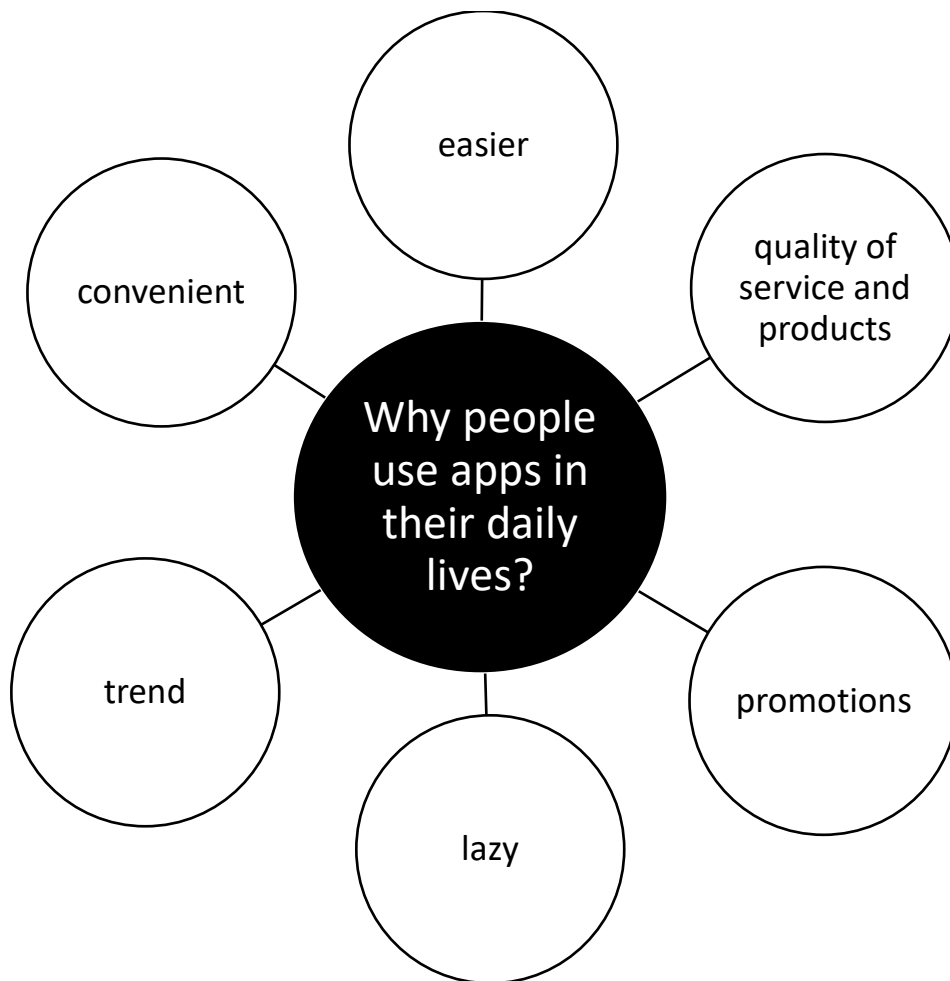 easier
convenient
quality of
service and
products
Why people
use apps in
their daily
lives?
trend
promotions
lazy